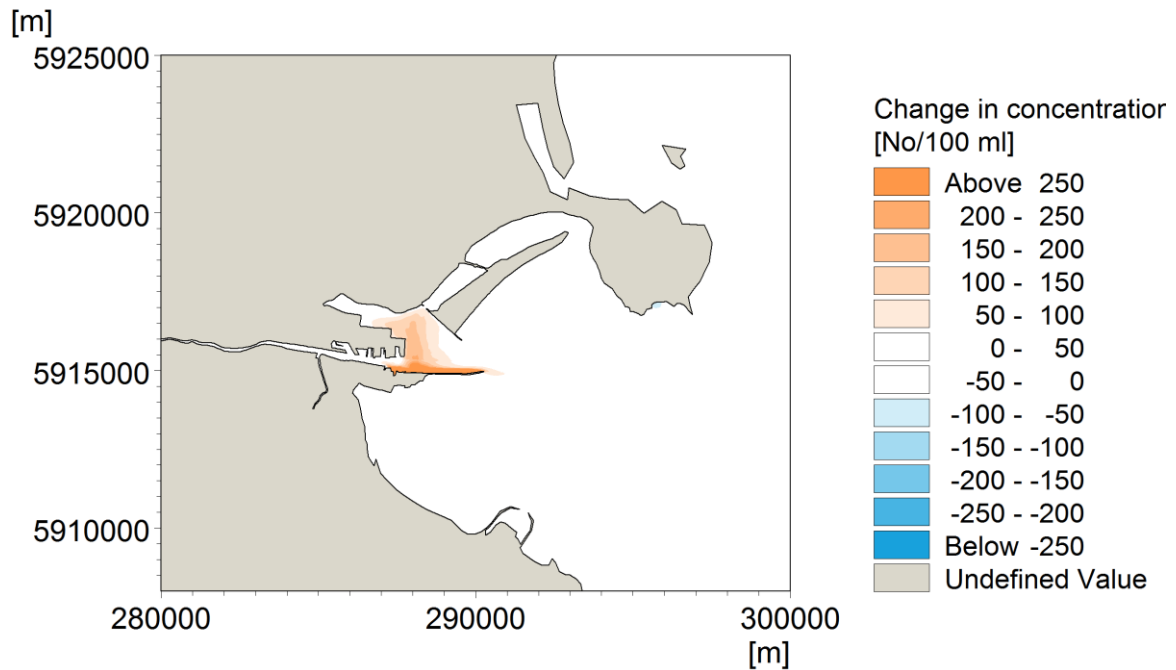 [m]
5925000
5920000
5915000
5910000
280000
290000
300000
[m]
Change in concentration
[No/100 ml]
Above 250
200 - 250
150 - 200
100 - 150
50 - 100
0 - 50
-50 - 0
-100 - -50
-150 - -100
-200 - -150
-250 - -200
Below -250
Undefined Value